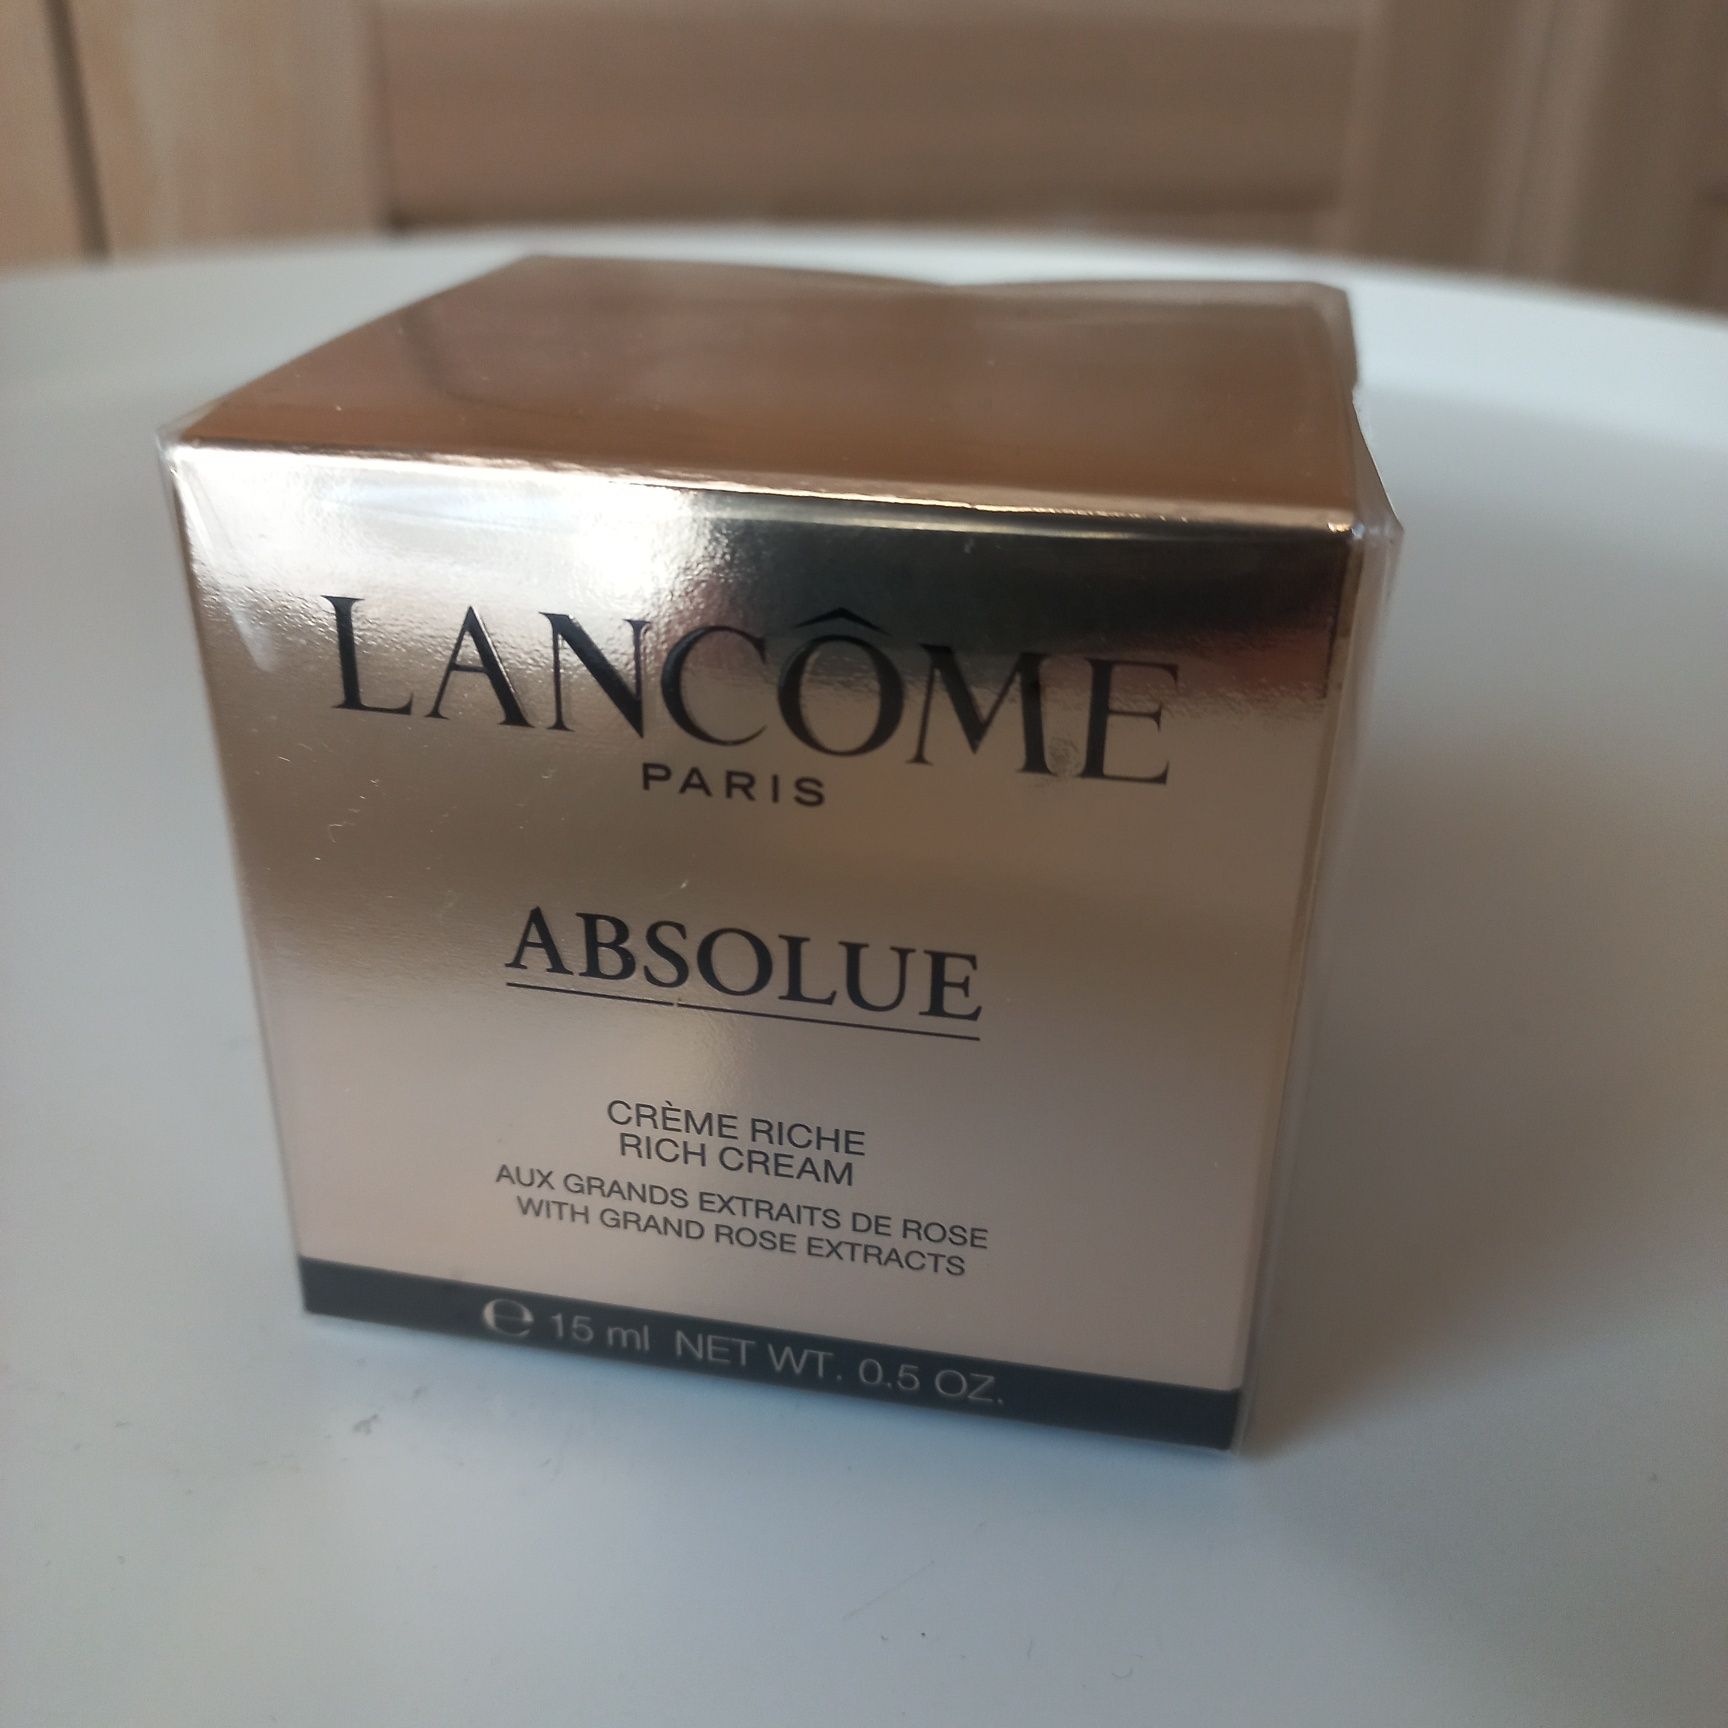 LANCÔME
PARIS
ABSOLUE
CRÈME RICHE
RICH CREAM
AUX GRANDS EXTRAITS DE ROSE
WITH GRAND ROSE EXTRACTS
℮ 15 ml NET WT. 0.5 OZ.